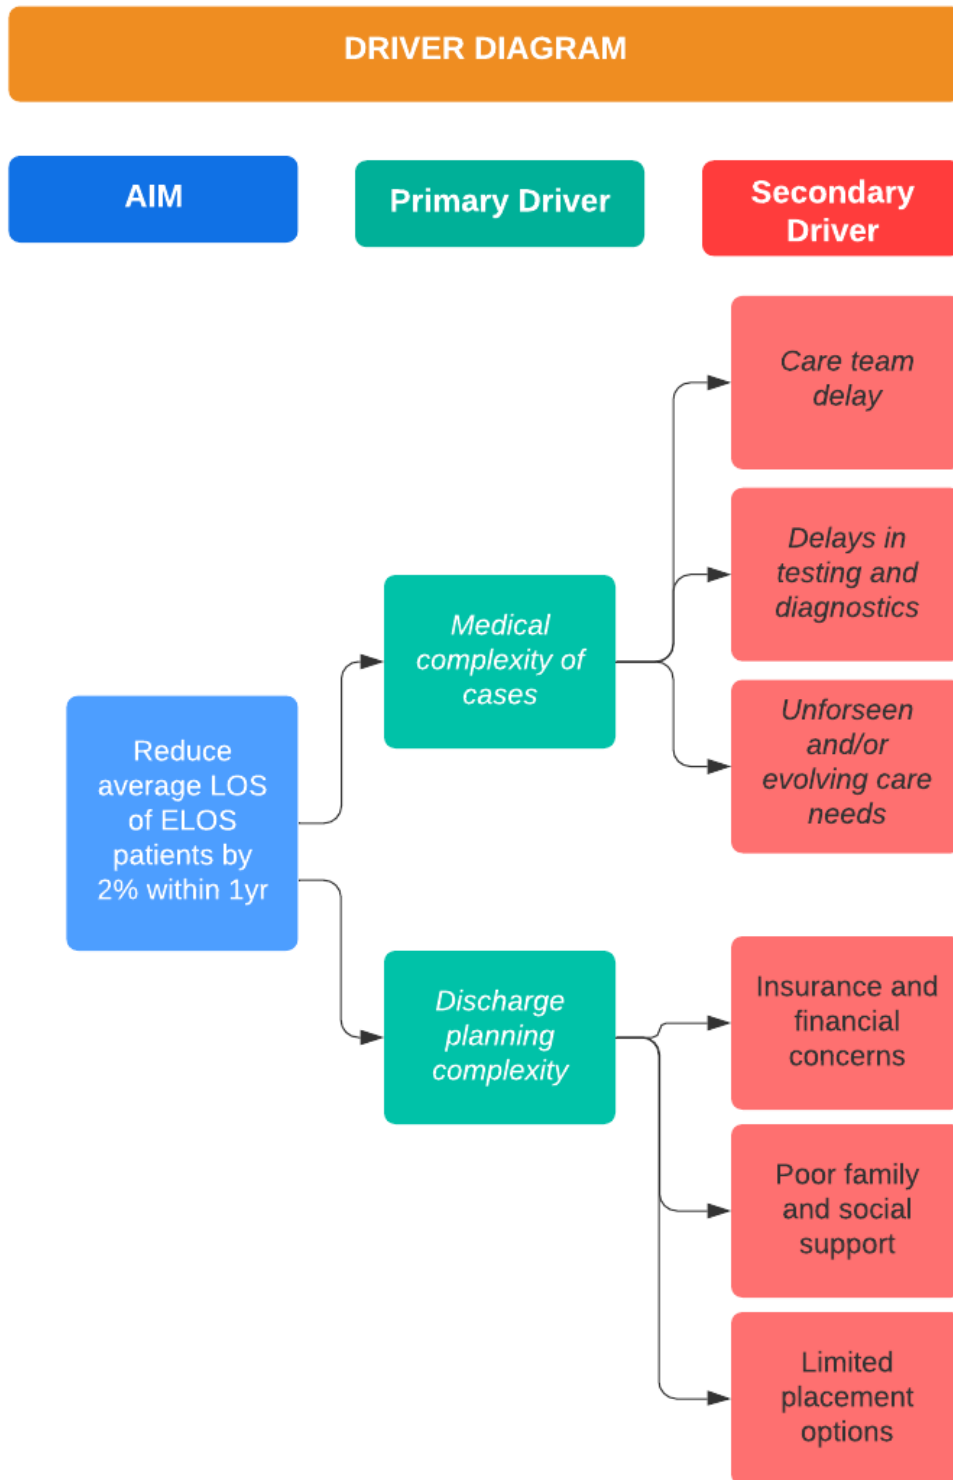 DRIVER DIAGRAM
AIM
Primary Driver
Secondary
Driver
Care team
delay
Delays in
testing and
diagnostics
Medical
complexity of
cases
Unforseen
and/or
evolving care
needs
Reduce
average LOS
of ELOS
patients by
2% within 1yr
Discharge
planning
complexity
Insurance and
financial
concerns
Poor family
and social
support
Limited
placement
options